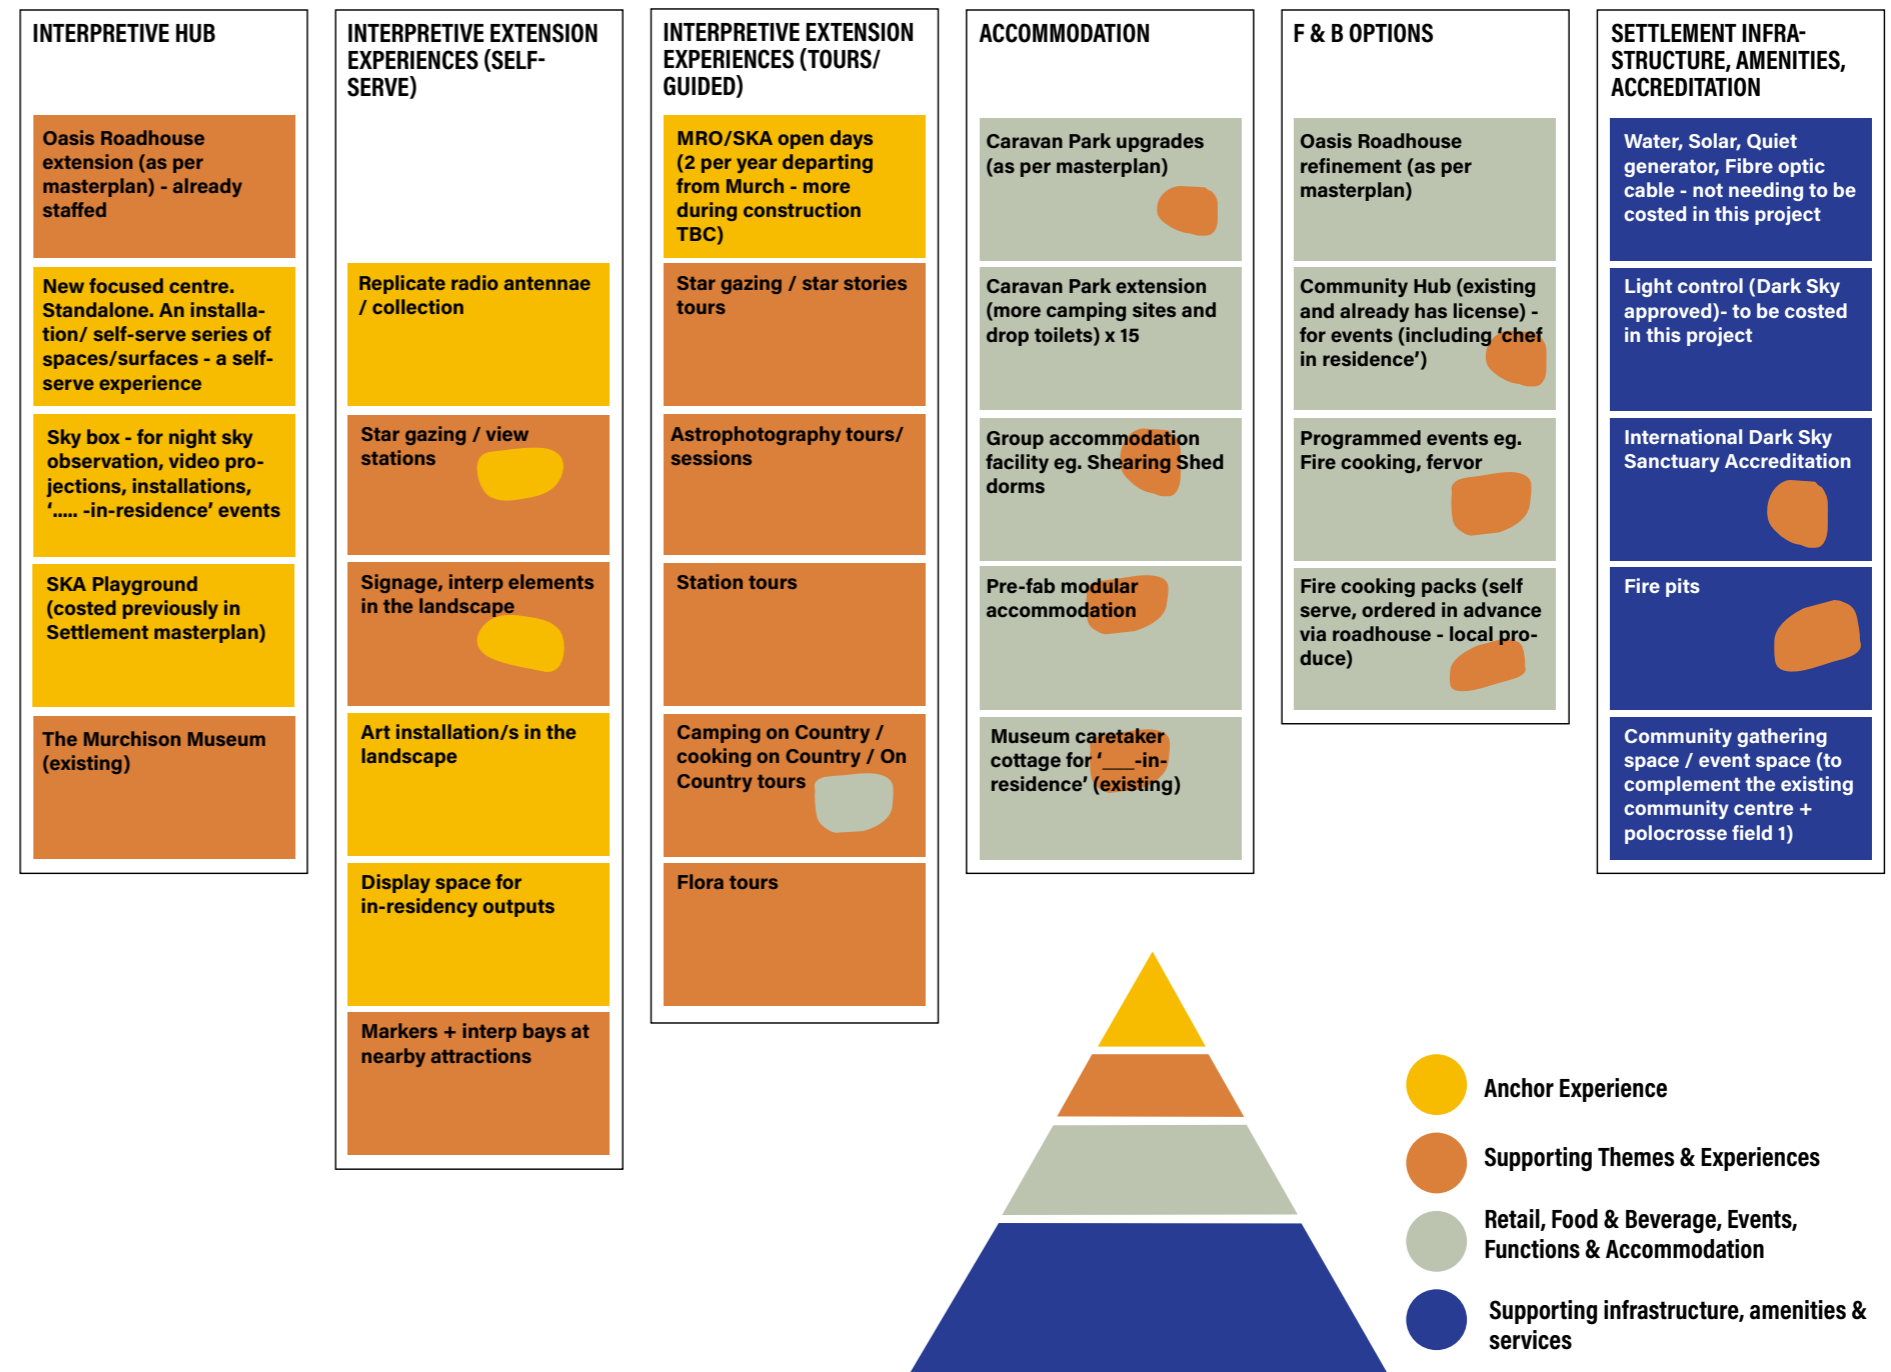 INTERPRETIVE HUB
Oasis Roadhouse
extension (as per
masterplan) - already
staffed
New focused centre.
Standalone. An installa-
tion/ self-serve series of
spaces/surfaces - a self-
serve experience
Sky box - for night sky
observation, video pro-
jections, installations,
‘..... -in-residence’ events
SKA Playground
(costed previously in
Settlement masterplan)
The Murchison Museum
(existing)
INTERPRETIVE EXTENSION
EXPERIENCES (SELF-
SERVE)
Replicate radio antennae
/ collection
Star gazing / view
stations
Signage, interp elements
in the landscape
Art installation/s in the
landscape
Display space for
in-residency outputs
Markers + interp bays at
nearby attractions
INTERPRETIVE EXTENSION
EXPERIENCES (TOURS/
GUIDED)
MRO/SKA open days
(2 per year departing
from Murch - more
during construction
TBC)
Star gazing / star stories
tours
Astrophotography tours/
sessions
Station tours
Camping on Country /
cooking on Country / On
Country tours
Flora tours
ACCOMMODATION
Caravan Park upgrades
(as per masterplan)
Caravan Park extension
(more camping sites and
drop toilets) x 15
Group accommodation
facility eg. Shearing Shed
dorms
Pre-fab modular
accommodation
Museum caretaker
cottage for ‘___-in-
residence’ (existing)
F & B OPTIONS
Oasis Roadhouse
refinement (as per
masterplan)
Community Hub (existing
and already has license) -
for events (including ‘chef
in residence’)
Programmed events eg.
Fire cooking, fervor
Fire cooking packs (self
serve, ordered in advance
via roadhouse - local pro-
duce)
SETTLEMENT INFRA-
STRUCTURE, AMENITIES,
ACCREDITATION
Water, Solar, Quiet
generator, Fibre optic
cable - not needing to be
costed in this project
Light control (Dark Sky
approved)- to be costed
in this project
International Dark Sky
Sanctuary Accreditation
Fire pits
Community gathering
space / event space (to
complement the existing
community centre +
polocrosse field 1)
Anchor Experience
Supporting Themes & Experiences
Retail, Food & Beverage, Events,
Functions & Accommodation
Supporting infrastructure, amenities &
services